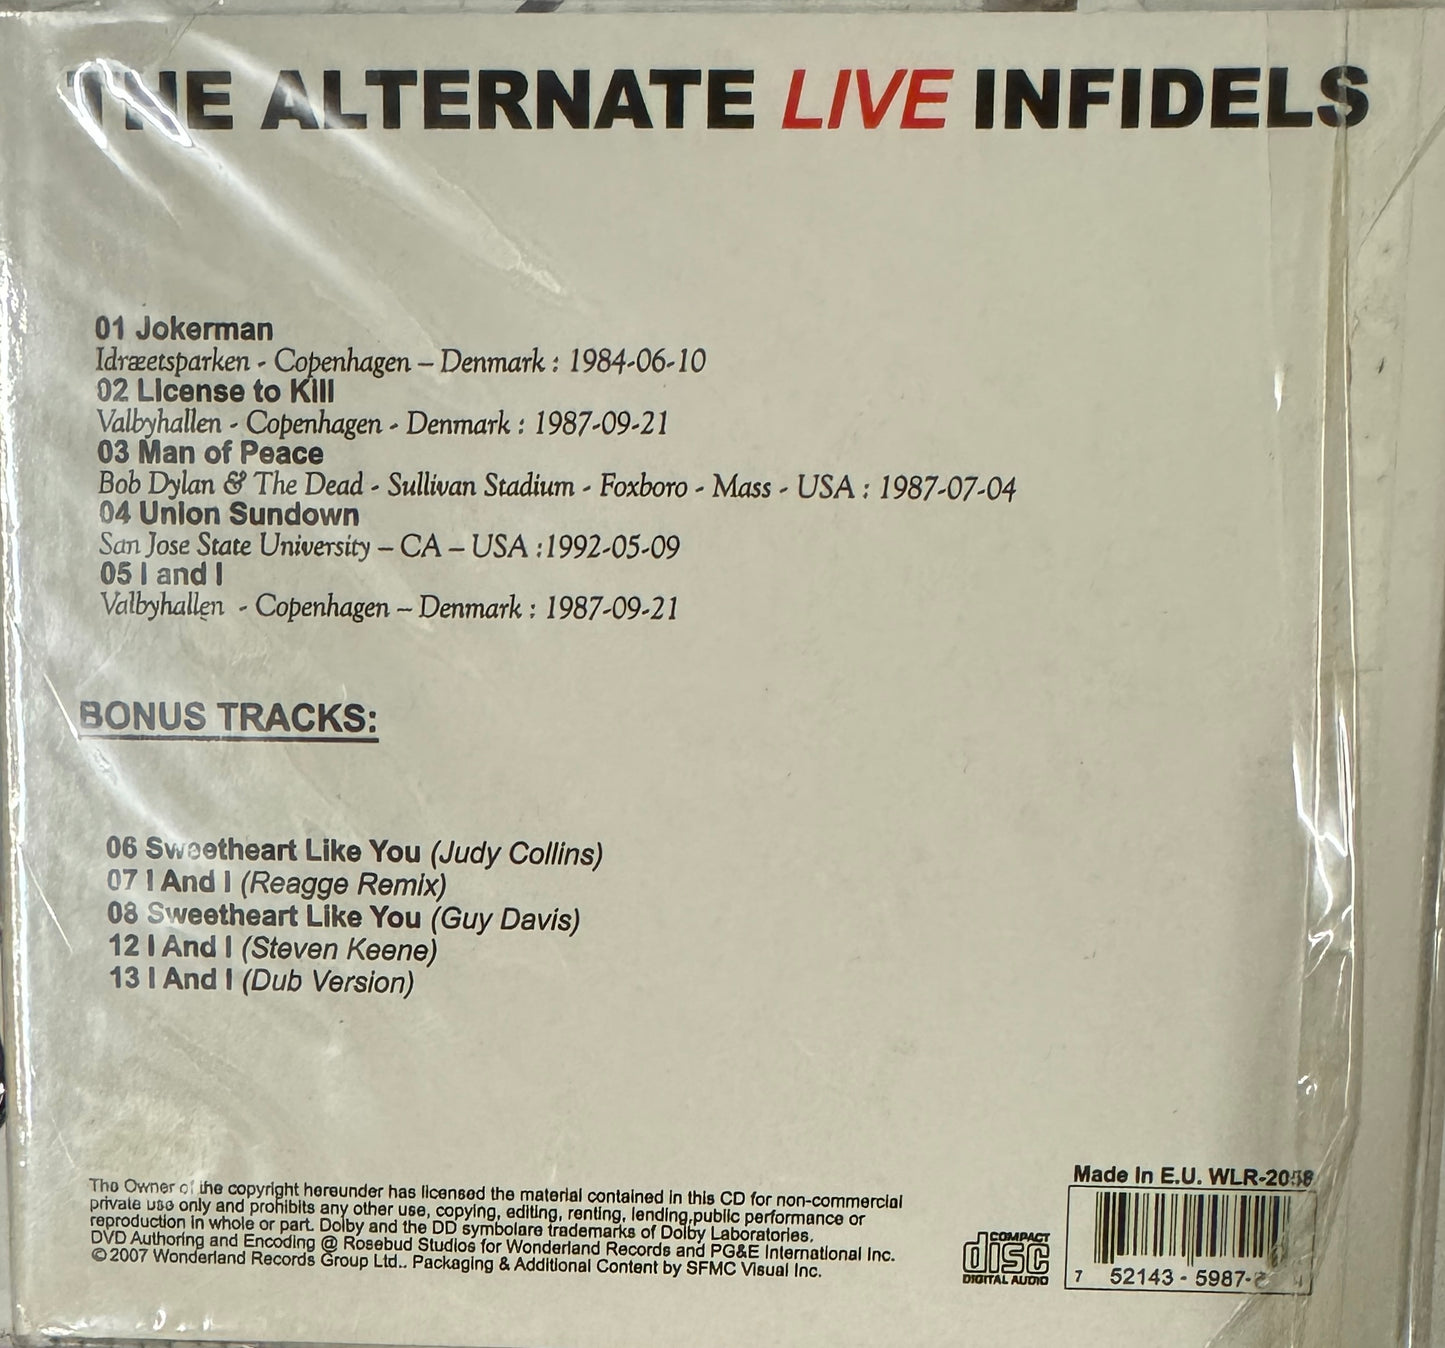 THE ALTERNATE LIVE INFIDELS
01 Jokerman
Idræetsparken - Copenhagen – Denmark : 1984-06-10
02 License to Kill
Valbyhallen - Copenhagen - Denmark : 1987-09-21
03 Man of Peace
Bob Dylan & The Dead - Sullivan Stadium - Foxboro - Mass - USA : 1987-07-04
04 Union Sundown
San Jose State University – CA – USA :1992-05-09
05 I and I
Valbyhallen - Copenhagen – Denmark : 1987-09-21
BONUS TRACKS:
06 Sweetheart Like You (Judy Collins)
07 I And I (Reagge Remix)
08 Sweetheart Like You (Guy Davis)
12 I And I (Steven Keene)
13 I And I (Dub Version)
The Owner of the copyright hereunder has licensed the material contained in this CD for non-commercial
private use only and prohibits any other use, copying, editing, renting, lending,public performance or
reproduction in whole or part. Dolby and the DD symbolare trademarks of Dolby Laboratories.
DVD Authoring and Encoding @ Rosebud Studios for Wonderland Records and PG&E International Inc.
©2007 Wonderland Records Group Ltd.. Packaging & Additional Content by SFMC Visual Inc.
COMPACT
disc
DIGITAL AUDIO
Made in E.U.
7 52143 - 5987-